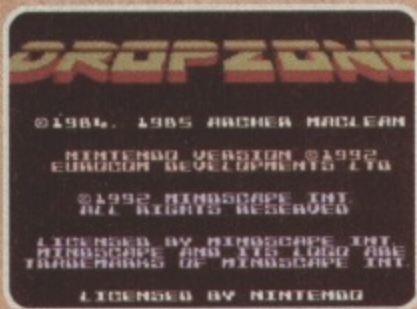 DROPZONE
©1984, 1985 ARCHER MACLEAN
NINTENDO VERSION ©1992
EUROCOM DEVELOPMENTS LTD
©1992 MINDSCAPE INT
ALL RIGHTS RESERVED
LICENSED BY MINDSCAPE INT
MINDSCAPE AND ITS LOGO ARE
TRADEMARKS OF MINDSCAPE INT.
LICENSED BY NINTENDO